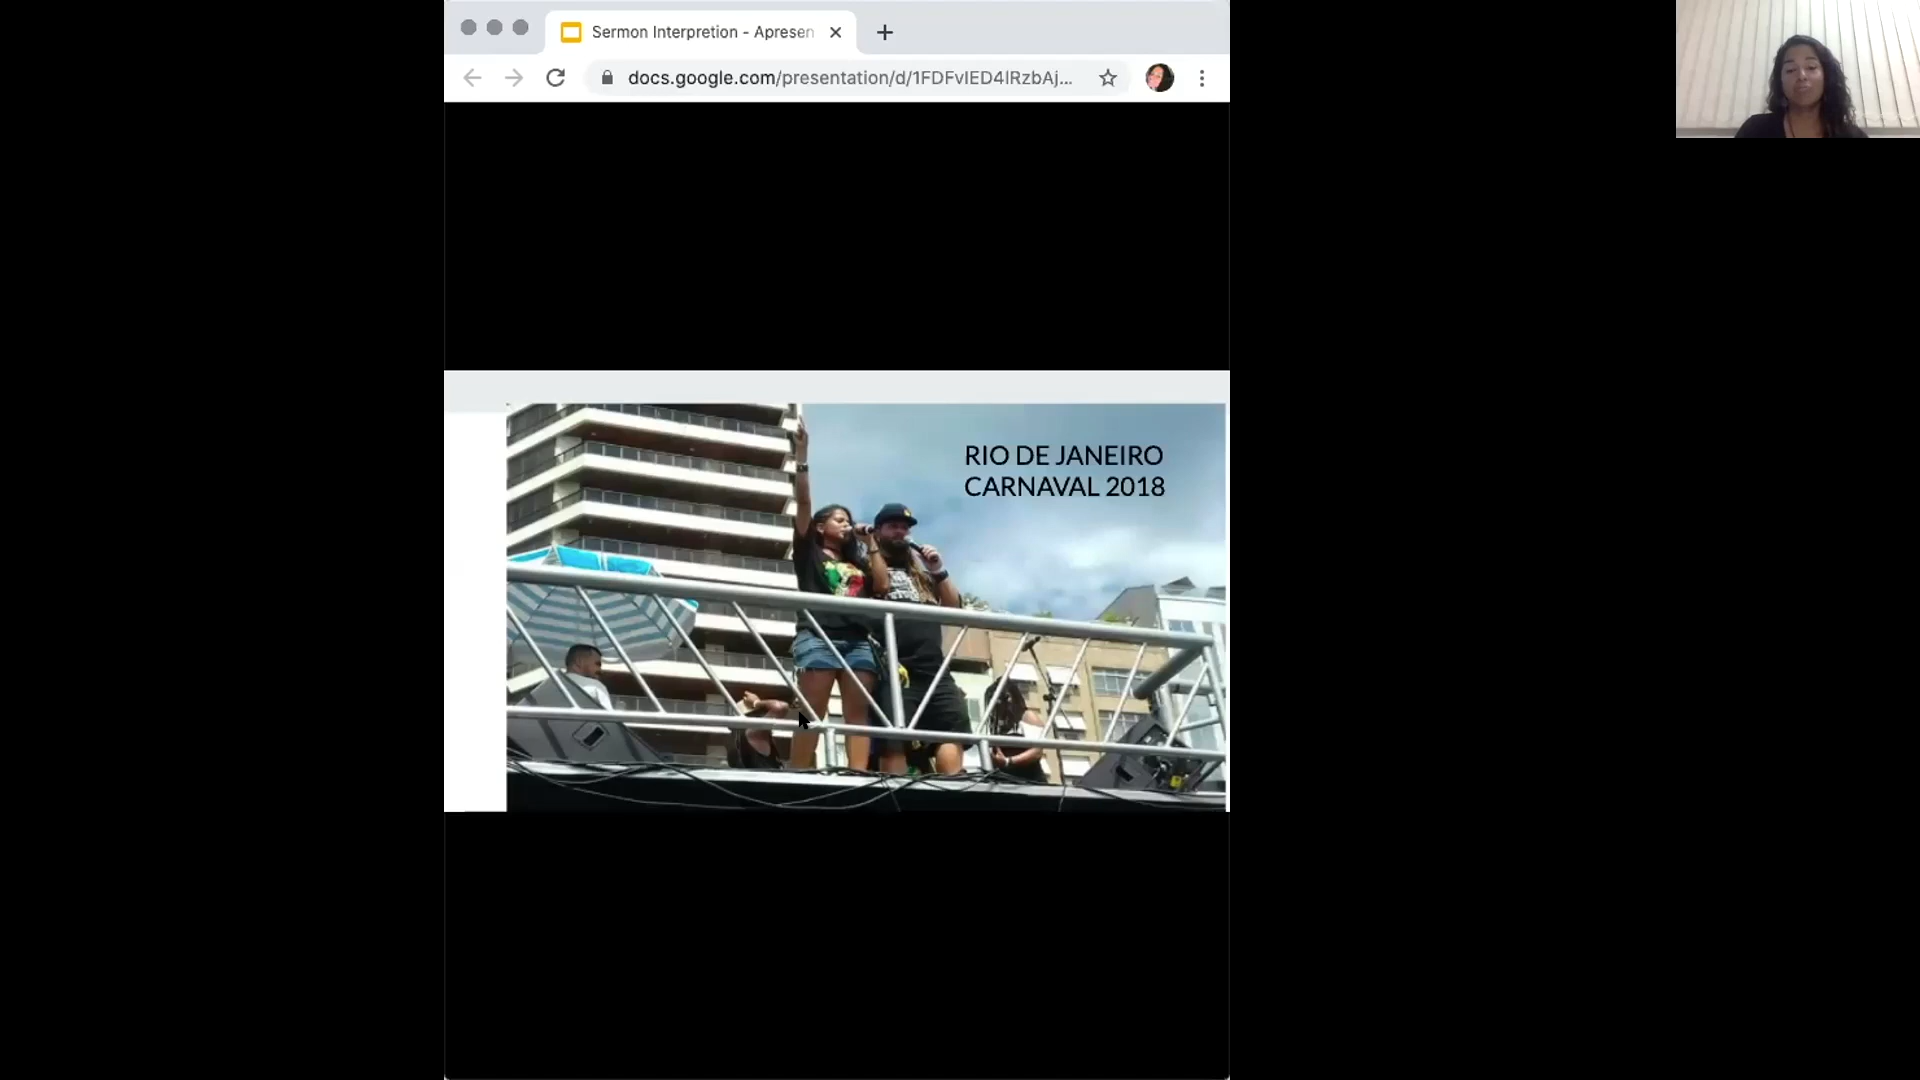 Sermon Interpretion - Apresen
docs.google.com/presentation/d/1FDFvIED4lRzbAj...
RIO DE JANEIRO
CARNAVAL 2018